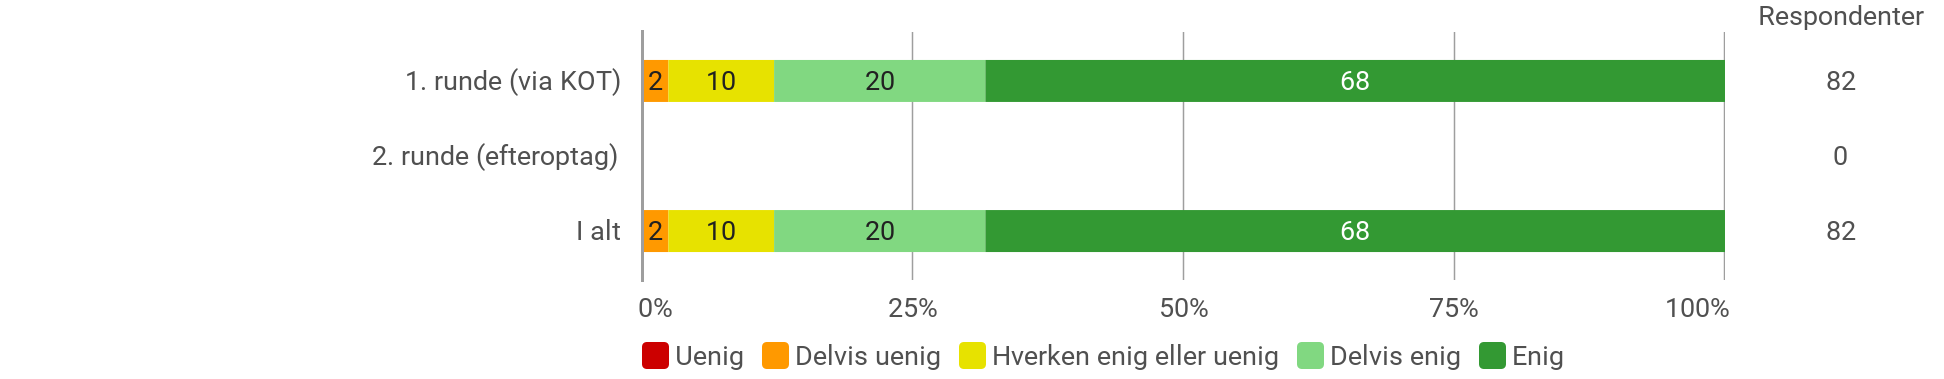 Respondenter
1. runde (via KOT) 2 10 20 68 82
2. runde (efteroptag) 0
I alt 2 10 20 68 82
0% 25% 50% 75% 100%
Uenig Delvis uenig Hverken enig eller uenig Delvis enig Enig